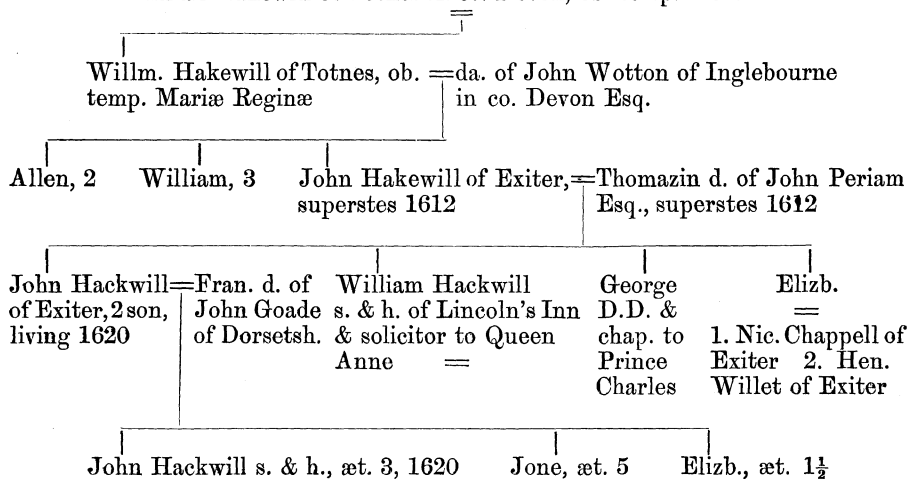 Willm. Hakewill of Totnes, ob. = da. of John Wotton of Inglebourne
temp. Mariæ Reginæ in co. Devon Esq.
Allen, 2 William, 3 John Hakewill of Exiter, = Thomazin d. of John Periam
superstes 1612 Esq., superstes 1612
John Hackwill = Fran. d. of William Hackwill George Elizb.
of Exiter, 2 son, John Goade s. & h. of Lincoln's Inn D.D. & =
living 1620 of Dorsetsh. & solicitor to Queen chap. to 1. Nic. Chappell of
Anne = Prince Exiter 2. Hen.
Charles Willet of Exiter
John Hackwill s. & h., æt. 3, 1620 Jone, æt. 5 Elizb., æt. 1½